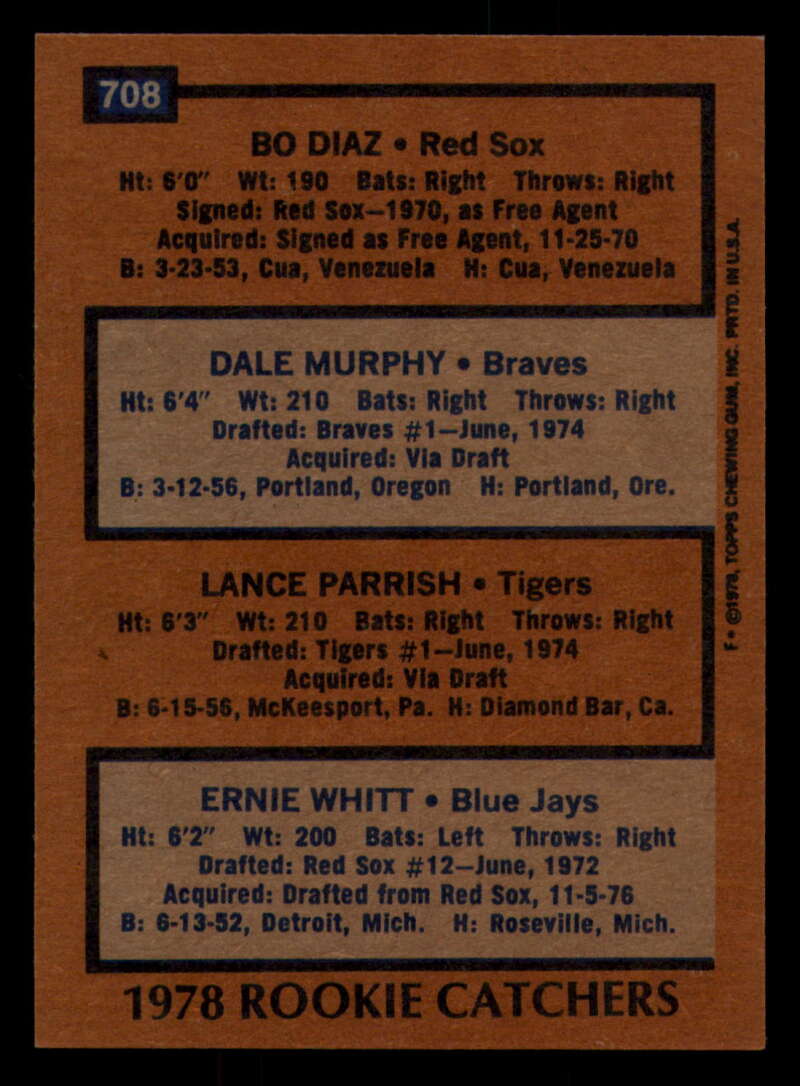 708
BO DIAZ • Red Sox
Ht: 6'0" Wt: 190 Bats: Right Throws: Right
Signed: Red Sox—1970, as Free Agent
Acquired: Signed as Free Agent, 11-25-70
B: 3-23-53, Cua, Venezuela H: Cua, Venezuela
DALE MURPHY • Braves
Ht: 6'4" Wt: 210 Bats: Right Throws: Right
Drafted: Braves #1—June, 1974
Acquired: Via Draft
B: 3-12-56, Portland, Oregon H: Portland, Ore.
LANCE PARRISH • Tigers
Ht: 6'3" Wt: 210 Bats: Right Throws: Right
Drafted: Tigers #1—June, 1974
Acquired: Via Draft
B: 6-15-56, McKeesport, Pa. H: Diamond Bar, Ca.
ERNIE WHITT • Blue Jays
Ht: 6'2" Wt: 200 Bats: Left Throws: Right
Drafted: Red Sox #12—June, 1972
Acquired: Drafted from Red Sox, 11-5-76
B: 6-13-52, Detroit, Mich. H: Roseville, Mich.
1978 ROOKIE CATCHERS
F• ©1978, TOPPS CHEWING GUM, INC. PRTD. IN U.S.A.